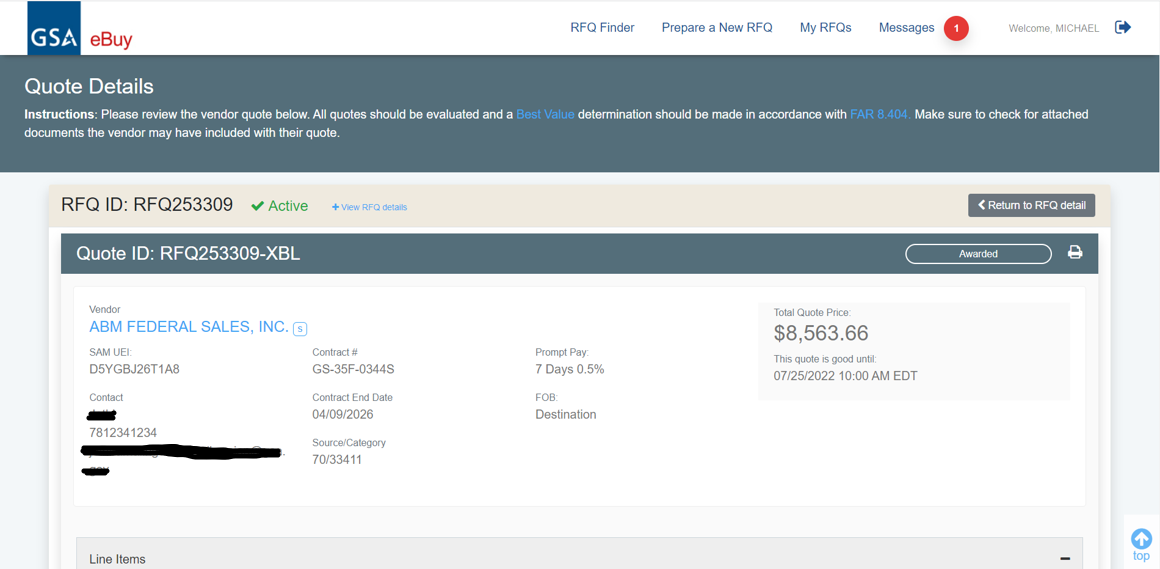 GSA eBuy
RFQ Finder Prepare a New RFQ My RFQs Messages 1 Welcome, MICHAEL
Quote Details
Instructions: Please review the vendor quote below. All quotes should be evaluated and a Best Value determination should be made in accordance with FAR 8.404. Make sure to check for attached
documents the vendor may have included with their quote.
RFQ ID: RFQ253309 Active + View RFQ details Return to RFQ detail
Quote ID: RFQ253309-XBL Awarded
Vendor
ABM FEDERAL SALES, INC. s
SAM UEI:
D5YGBJ26T1A8
Contact
7812341234
Contract #
GS-35F-0344S
Contract End Date
04/09/2026
Source/Category
70/33411
Prompt Pay:
7 Days 0.5%
FOB:
Destination
Total Quote Price:
$8,563.66
This quote is good until:
07/25/2022 10:00 AM EDT
Line Items
top